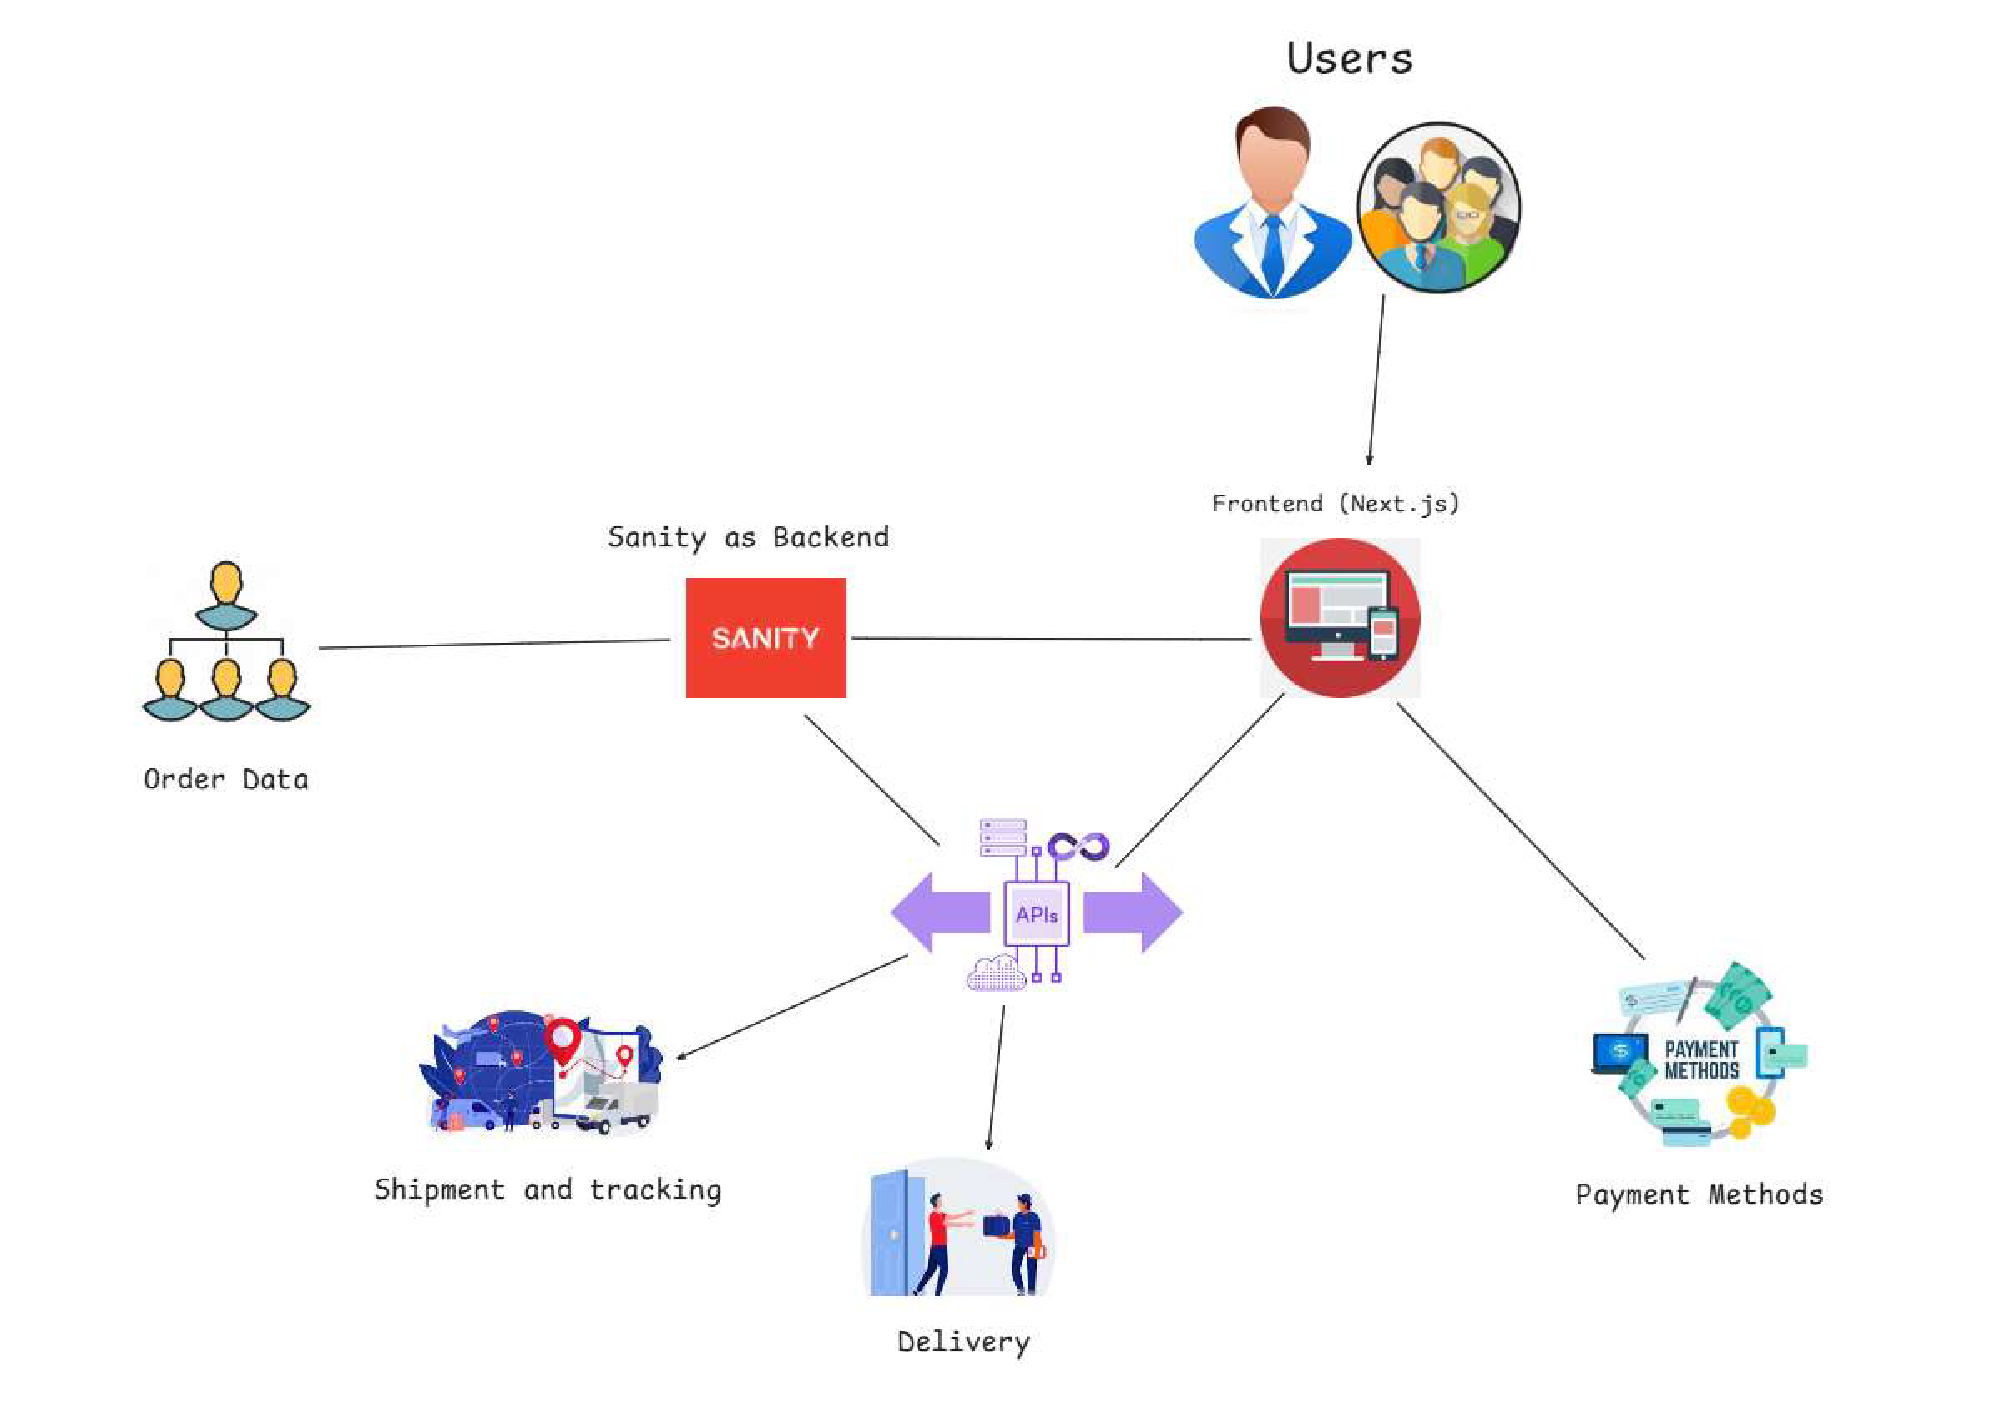 Users
Frontend (Next.js)
Sanity as Backend
SANITY
Order Data
APIs
PAYMENT
METHODS
Shipment and tracking
Payment Methods
Delivery